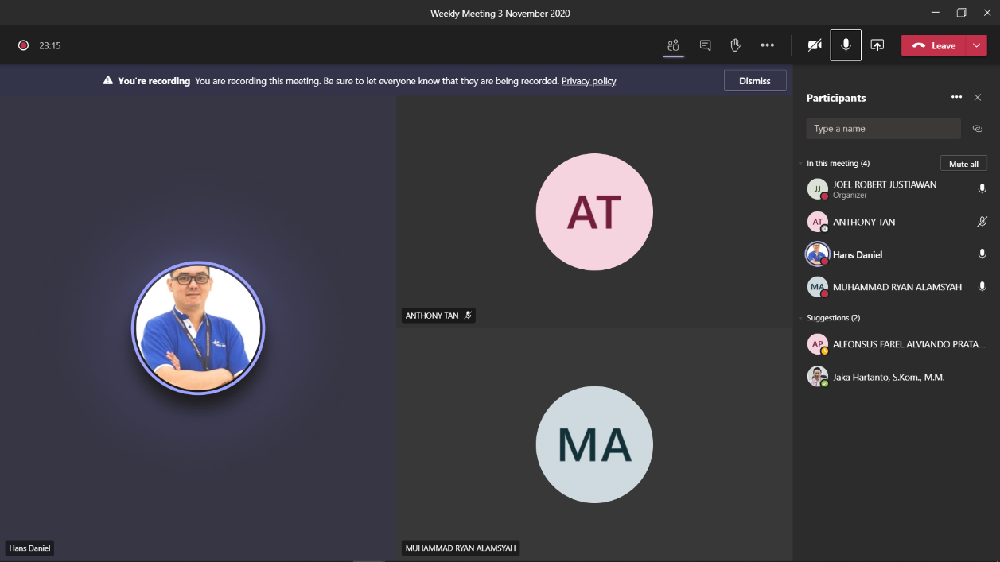 Weekly Meeting 3 November 2020
23:15
Leave
You're recording You are recording this meeting. Be sure to let everyone know that they are being recorded. Privacy policy
Dismiss
AT
ANTHONY TAN
MA
MUHAMMAD RYAN ALAMSYAH
Hans Daniel
Participants
Type a name
In this meeting (4)
Mute all
JJ
JOEL ROBERT JUSTIAWAN
Organizer
AT
ANTHONY TAN
Hans Daniel
MA
MUHAMMAD RYAN ALAMSYAH
Suggestions (2)
AP
ALFONSUS FAREL ALVIANDO PRATA...
Jaka Hartanto, S.Kom., M.M.